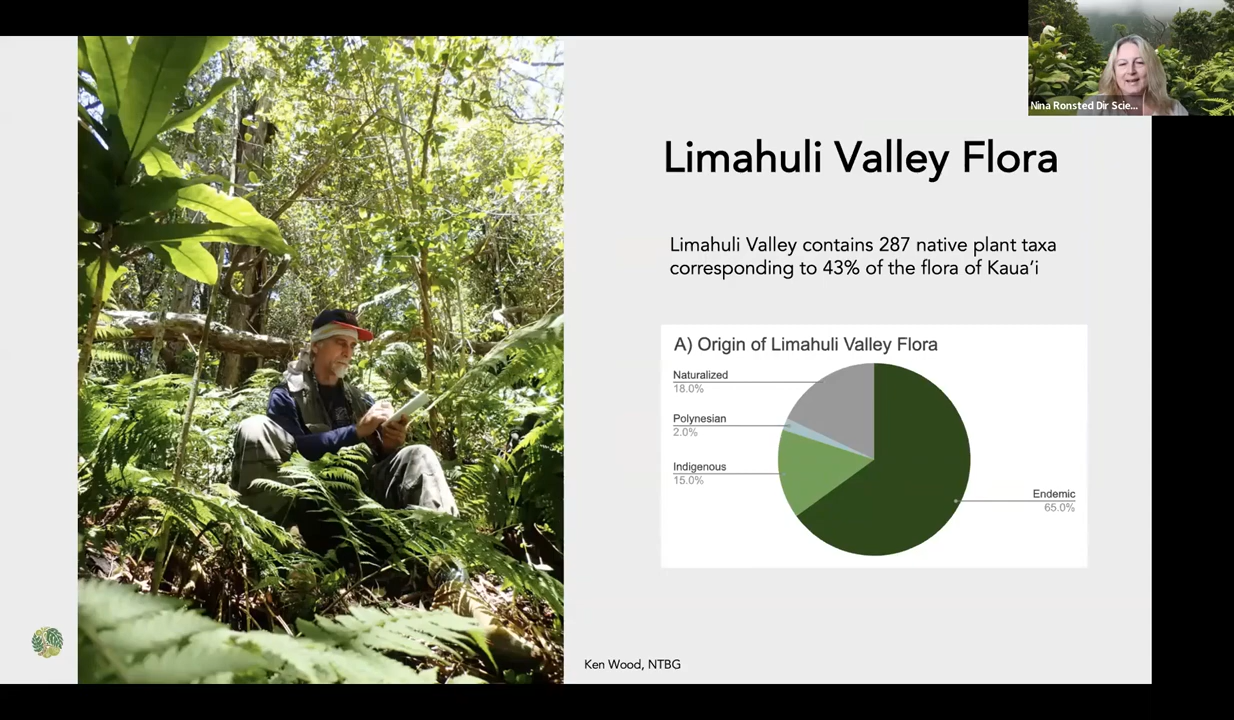 Nina Ronsted Dir Scie...
Limahuli Valley Flora
Limahuli Valley contains 287 native plant taxa
corresponding to 43% of the flora of Kauaʻi
A) Origin of Limahuli Valley Flora
Naturalized
18.0%
Polynesian
2.0%
Indigenous
15.0%
Endemic
65.0%
Ken Wood, NTBG